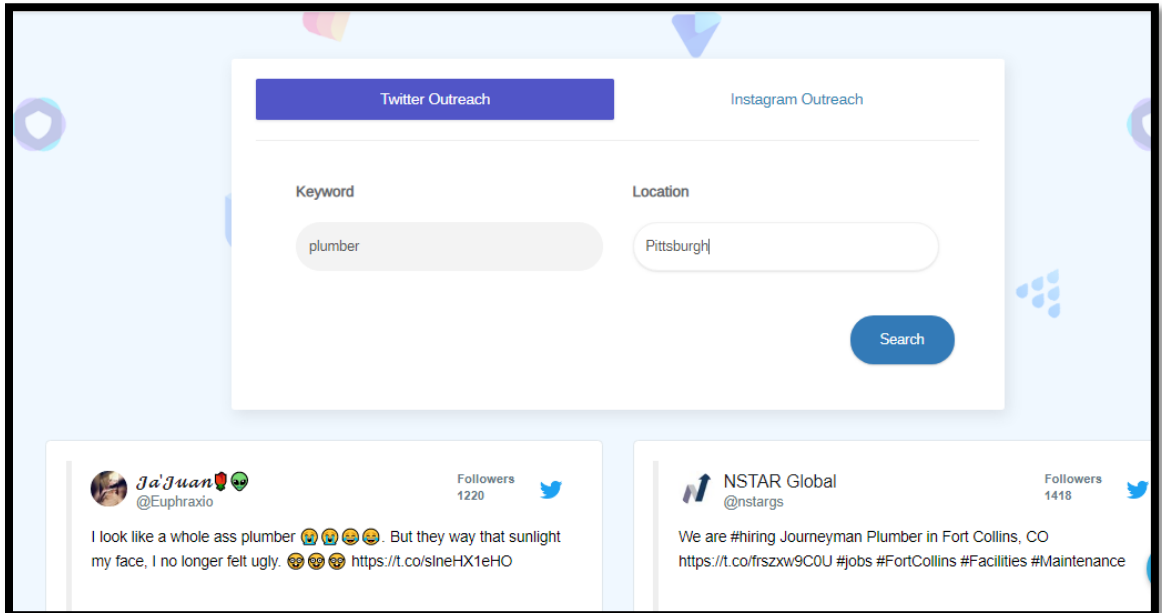 Twitter Outreach
Instagram Outreach
Keyword
Location
plumber
Pittsburgh
Search
𝓙𝓪'𝓙𝓾𝓪𝓷🌹👽
@Euphraxio
Followers
1220
I look like a whole ass plumber 😭😭😂😂. But they way that sunlight
my face, I no longer felt ugly. 🤓🤓🤓 https://t.co/slneHX1eHO
NSTAR Global
@nstargs
Followers
1418
We are #hiring Journeyman Plumber in Fort Collins, CO
https://t.co/frszxw9C0U #jobs #FortCollins #Facilities #Maintenance